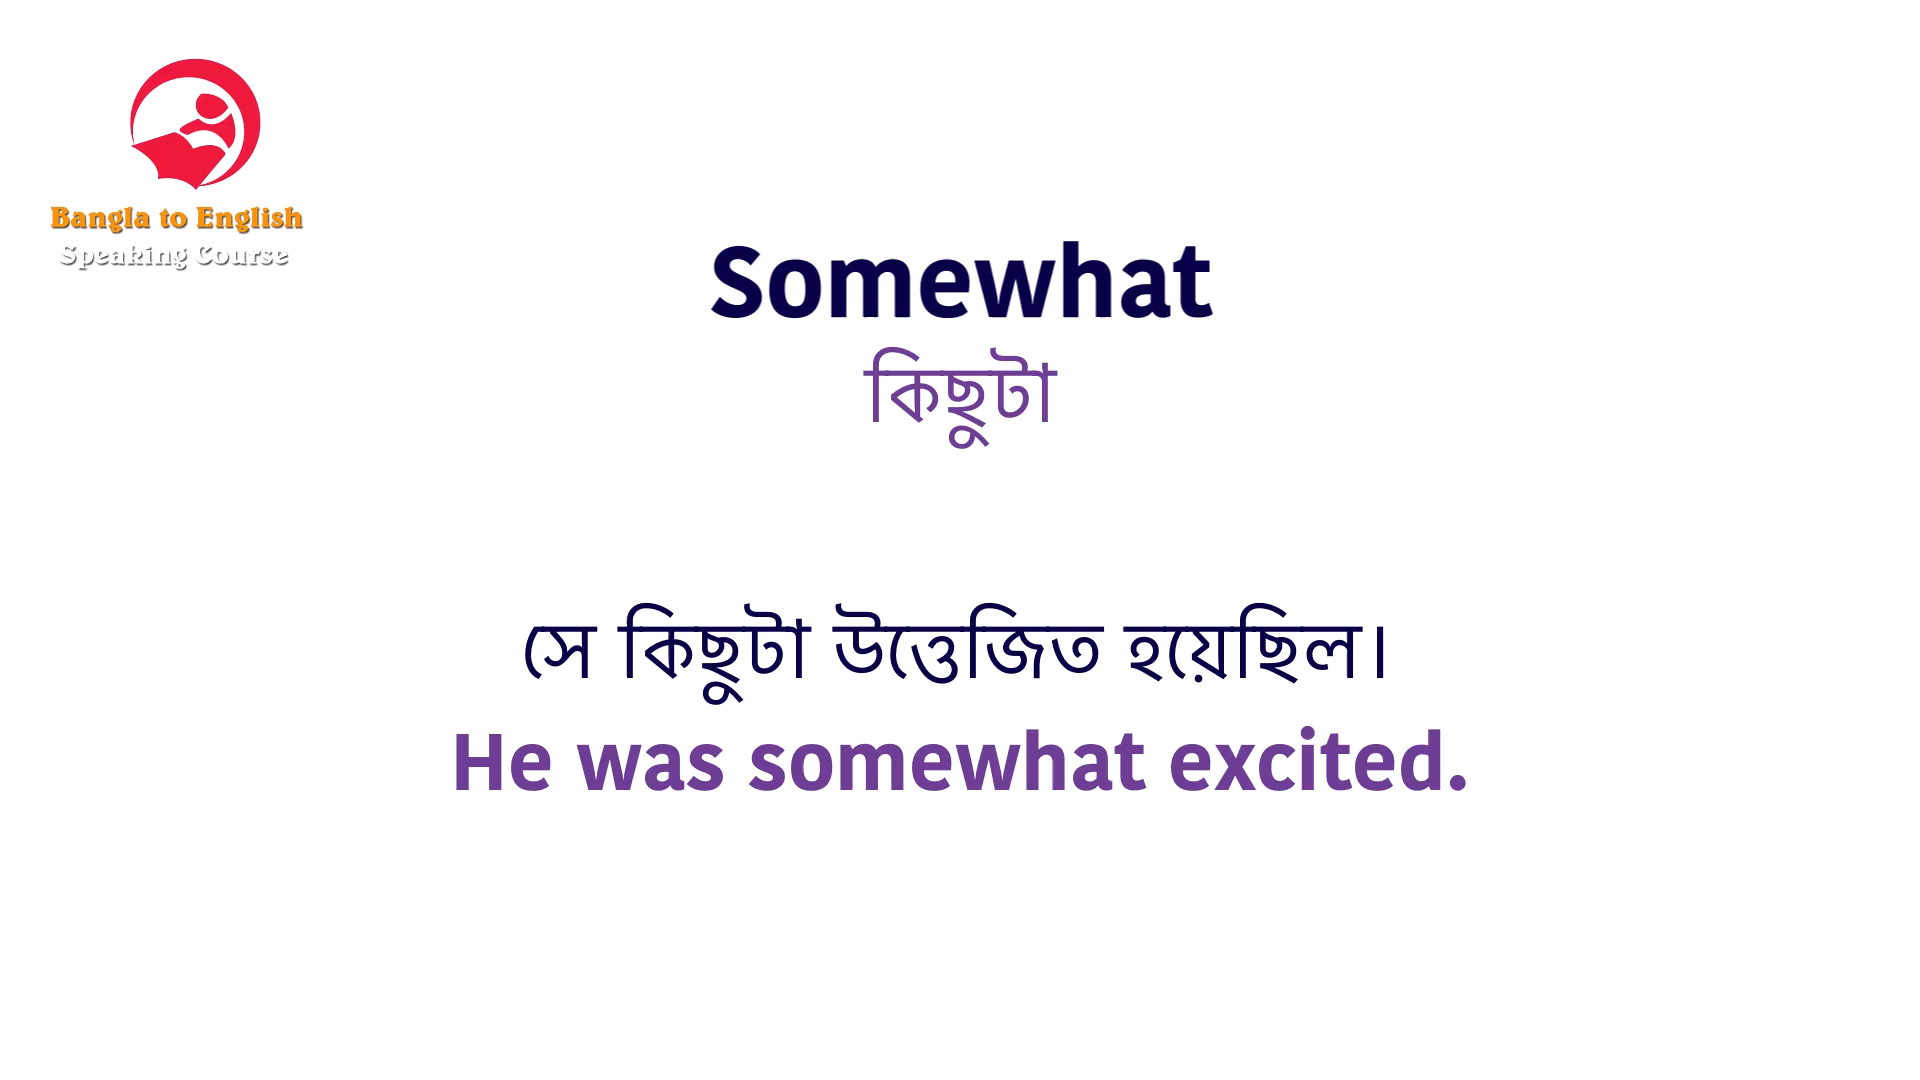 Bangla to English
Speaking Course
Somewhat
কিছুটা
সে কিছুটা উত্তেজিত হয়েছিল।
He was somewhat excited.